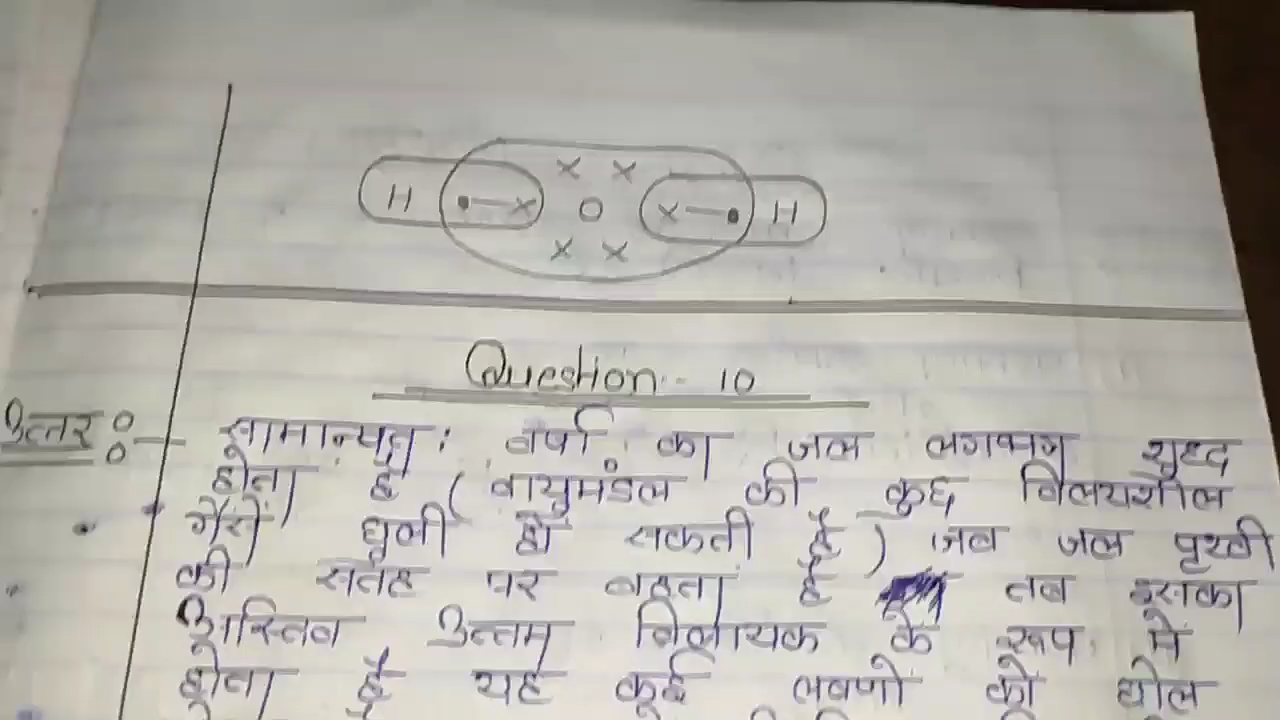 × ×
H •—× O ×—• H
× ×
Question - 10
उत्तर :- सामान्यतः वर्षा का जल लगभग शुध्द
होता है ( वायुमंडल की कुछ विलयशील
गैसें घुली हो सकती है ) जब जल पृथ्वी
की सतह पर बहता है तब इसका
अस्तित्व उत्तम विलायक के रूप मे
होता है यह कई लवणो को घोल